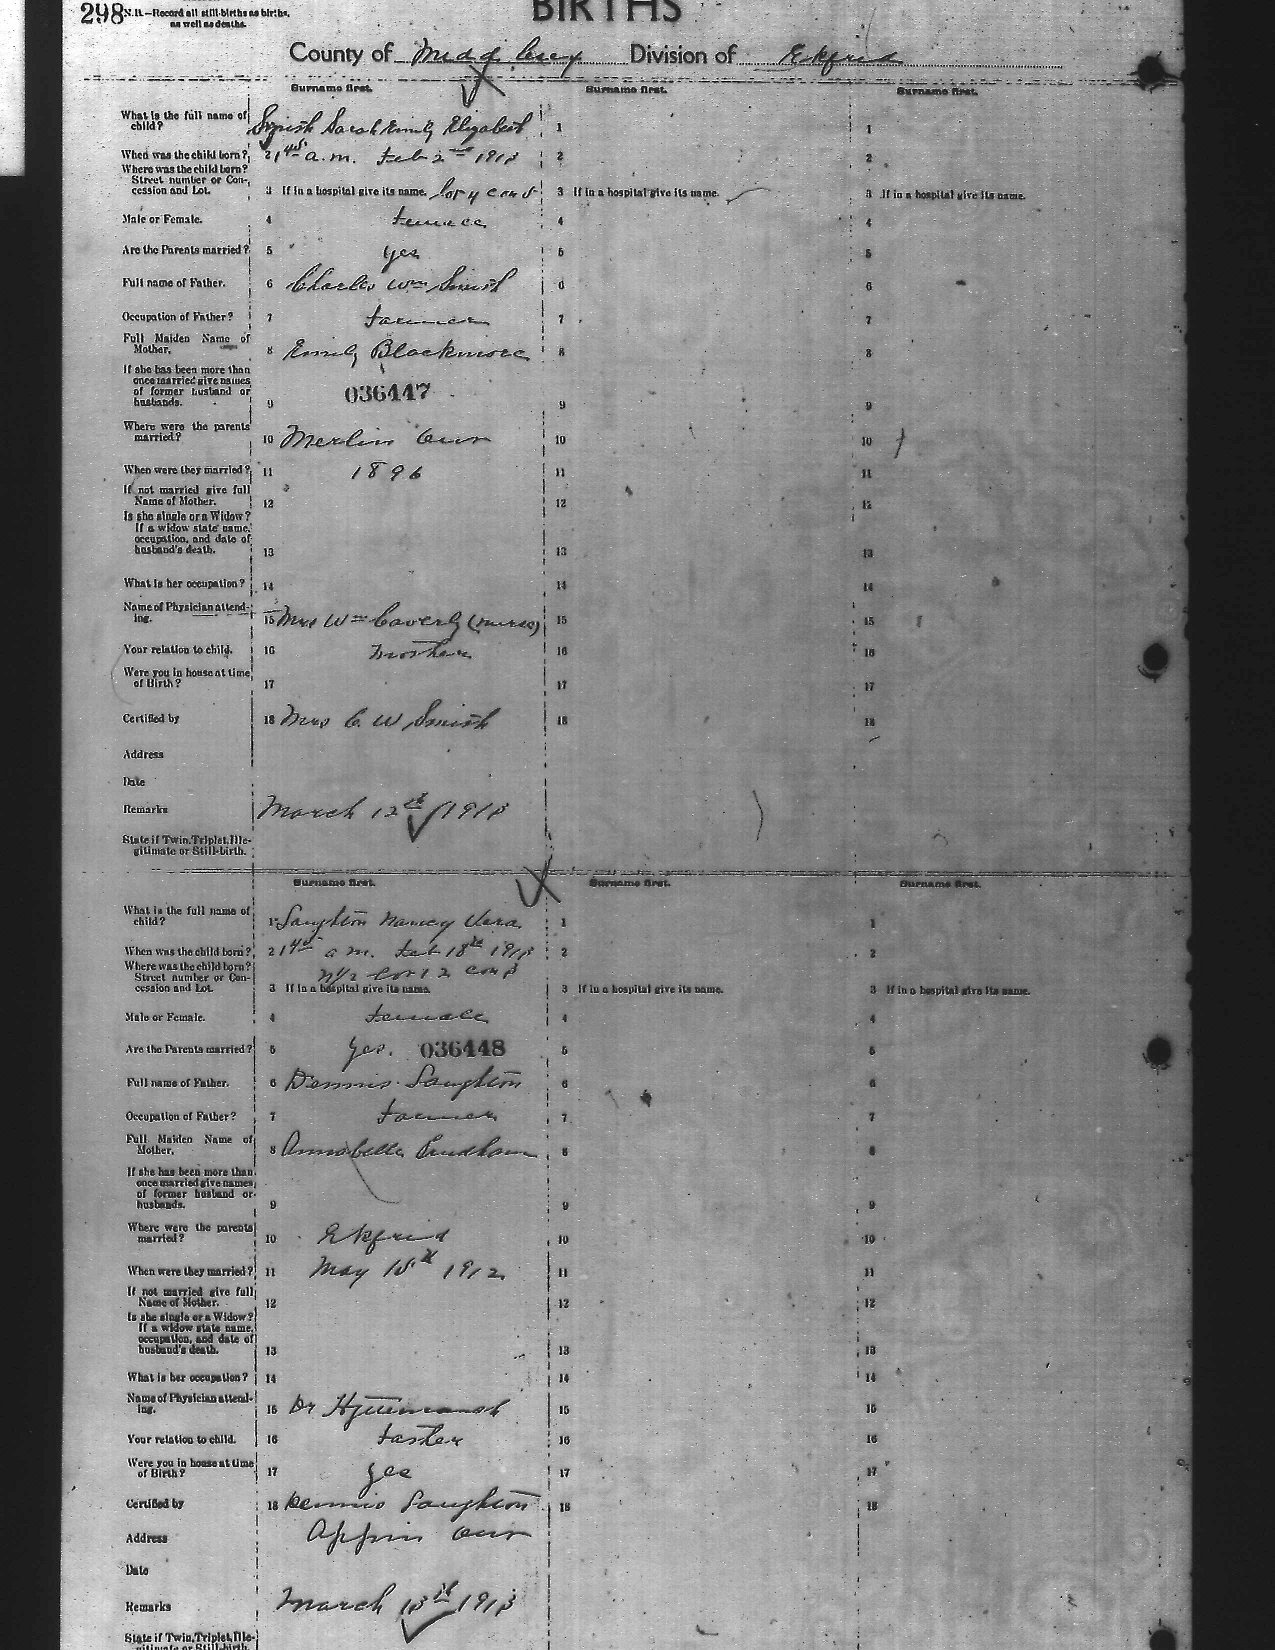 298 N.B.—Record all still-births as births, as well as deaths.
BIRTHS
County of Middlesex Division of Ekfrid
Surname first. Surname first. Surname first.
What is the full name of child? Smith Sarah Emily Elizabeth 1 1
When was the child born? 2 1 45 a.m. Feb 2nd 1913 2 2
Where was the child born? Street number or Concession and Lot. 3 If in a hospital give its name. Lot 4 con 5 3 If in a hospital give its name. 3 If in a hospital give its name.
Male or Female. 4 Female 4 4
Are the Parents married? 5 Yes 5 5
Full name of Father. 6 Charles Wm Smith 6 6
Occupation of Father? 7 Farmer 7 7
Full Maiden Name of Mother. 8 Emily Blackmore 8 8
If she has been more than once married give names of former husband or husbands. 9 9 9
036447
Where were the parents married? 10 Merlin Ont 10 10
When were they married? 11 1896 11 11
If not married give full Name of Mother. 12 12 12
Is she single or a Widow? If a widow state name, occupation, and date of husband's death. 13 13 13
What is her occupation? 14 14 14
Name of Physician attending. 15 Mrs Wm Coverly (nurse) 15 15
Your relation to child. 16 Mother 16 16
Were you in house at time of Birth? 17 17 17
Certified by 18 Mrs C W Smith 18 18
Address
Date
Remarks March 12th 1913
State if Twin, Triplet, Illegitimate or Still-birth.
Surname first. Surname first. Surname first.
What is the full name of child? 1 Laughton Nancy Vera 1 1
When was the child born? 2 1 45 a.m. Feb 18th 1913 2 2
Where was the child born? Street number or Concession and Lot. N 1/2 Lot 12 con 3
3 If in a hospital give its name. 3 If in a hospital give its name. 3 If in a hospital give its name.
Male or Female. 4 Female 4 4
Are the Parents married? 5 Yes. 036448 5 5
Full name of Father. 6 Dennis Laughton 6 6
Occupation of Father? 7 Farmer 7 7
Full Maiden Name of Mother. 8 Annabella Prudham 8 8
If she has been more than once married give names of former husband or husbands. 9 9 9
Where were the parents married? 10 Ekfrid 10 10
When were they married? 11 May 15th 1912 11 11
If not married give full Name of Mother. 12 12 12
Is she single or a Widow? If a widow state name, occupation, and date of husband's death. 13 13 13
What is her occupation? 14 14 14
Name of Physician attending. 15 Dr 15 15
Your relation to child. 16 Father 16 16
Were you in house at time of Birth? 17 Yes 17 17
Certified by 18 Dennis Laughton 18 18
Address Appin Ont
Date
Remarks March 13th 1913
State if Twin, Triplet, Illegitimate or Still-birth.